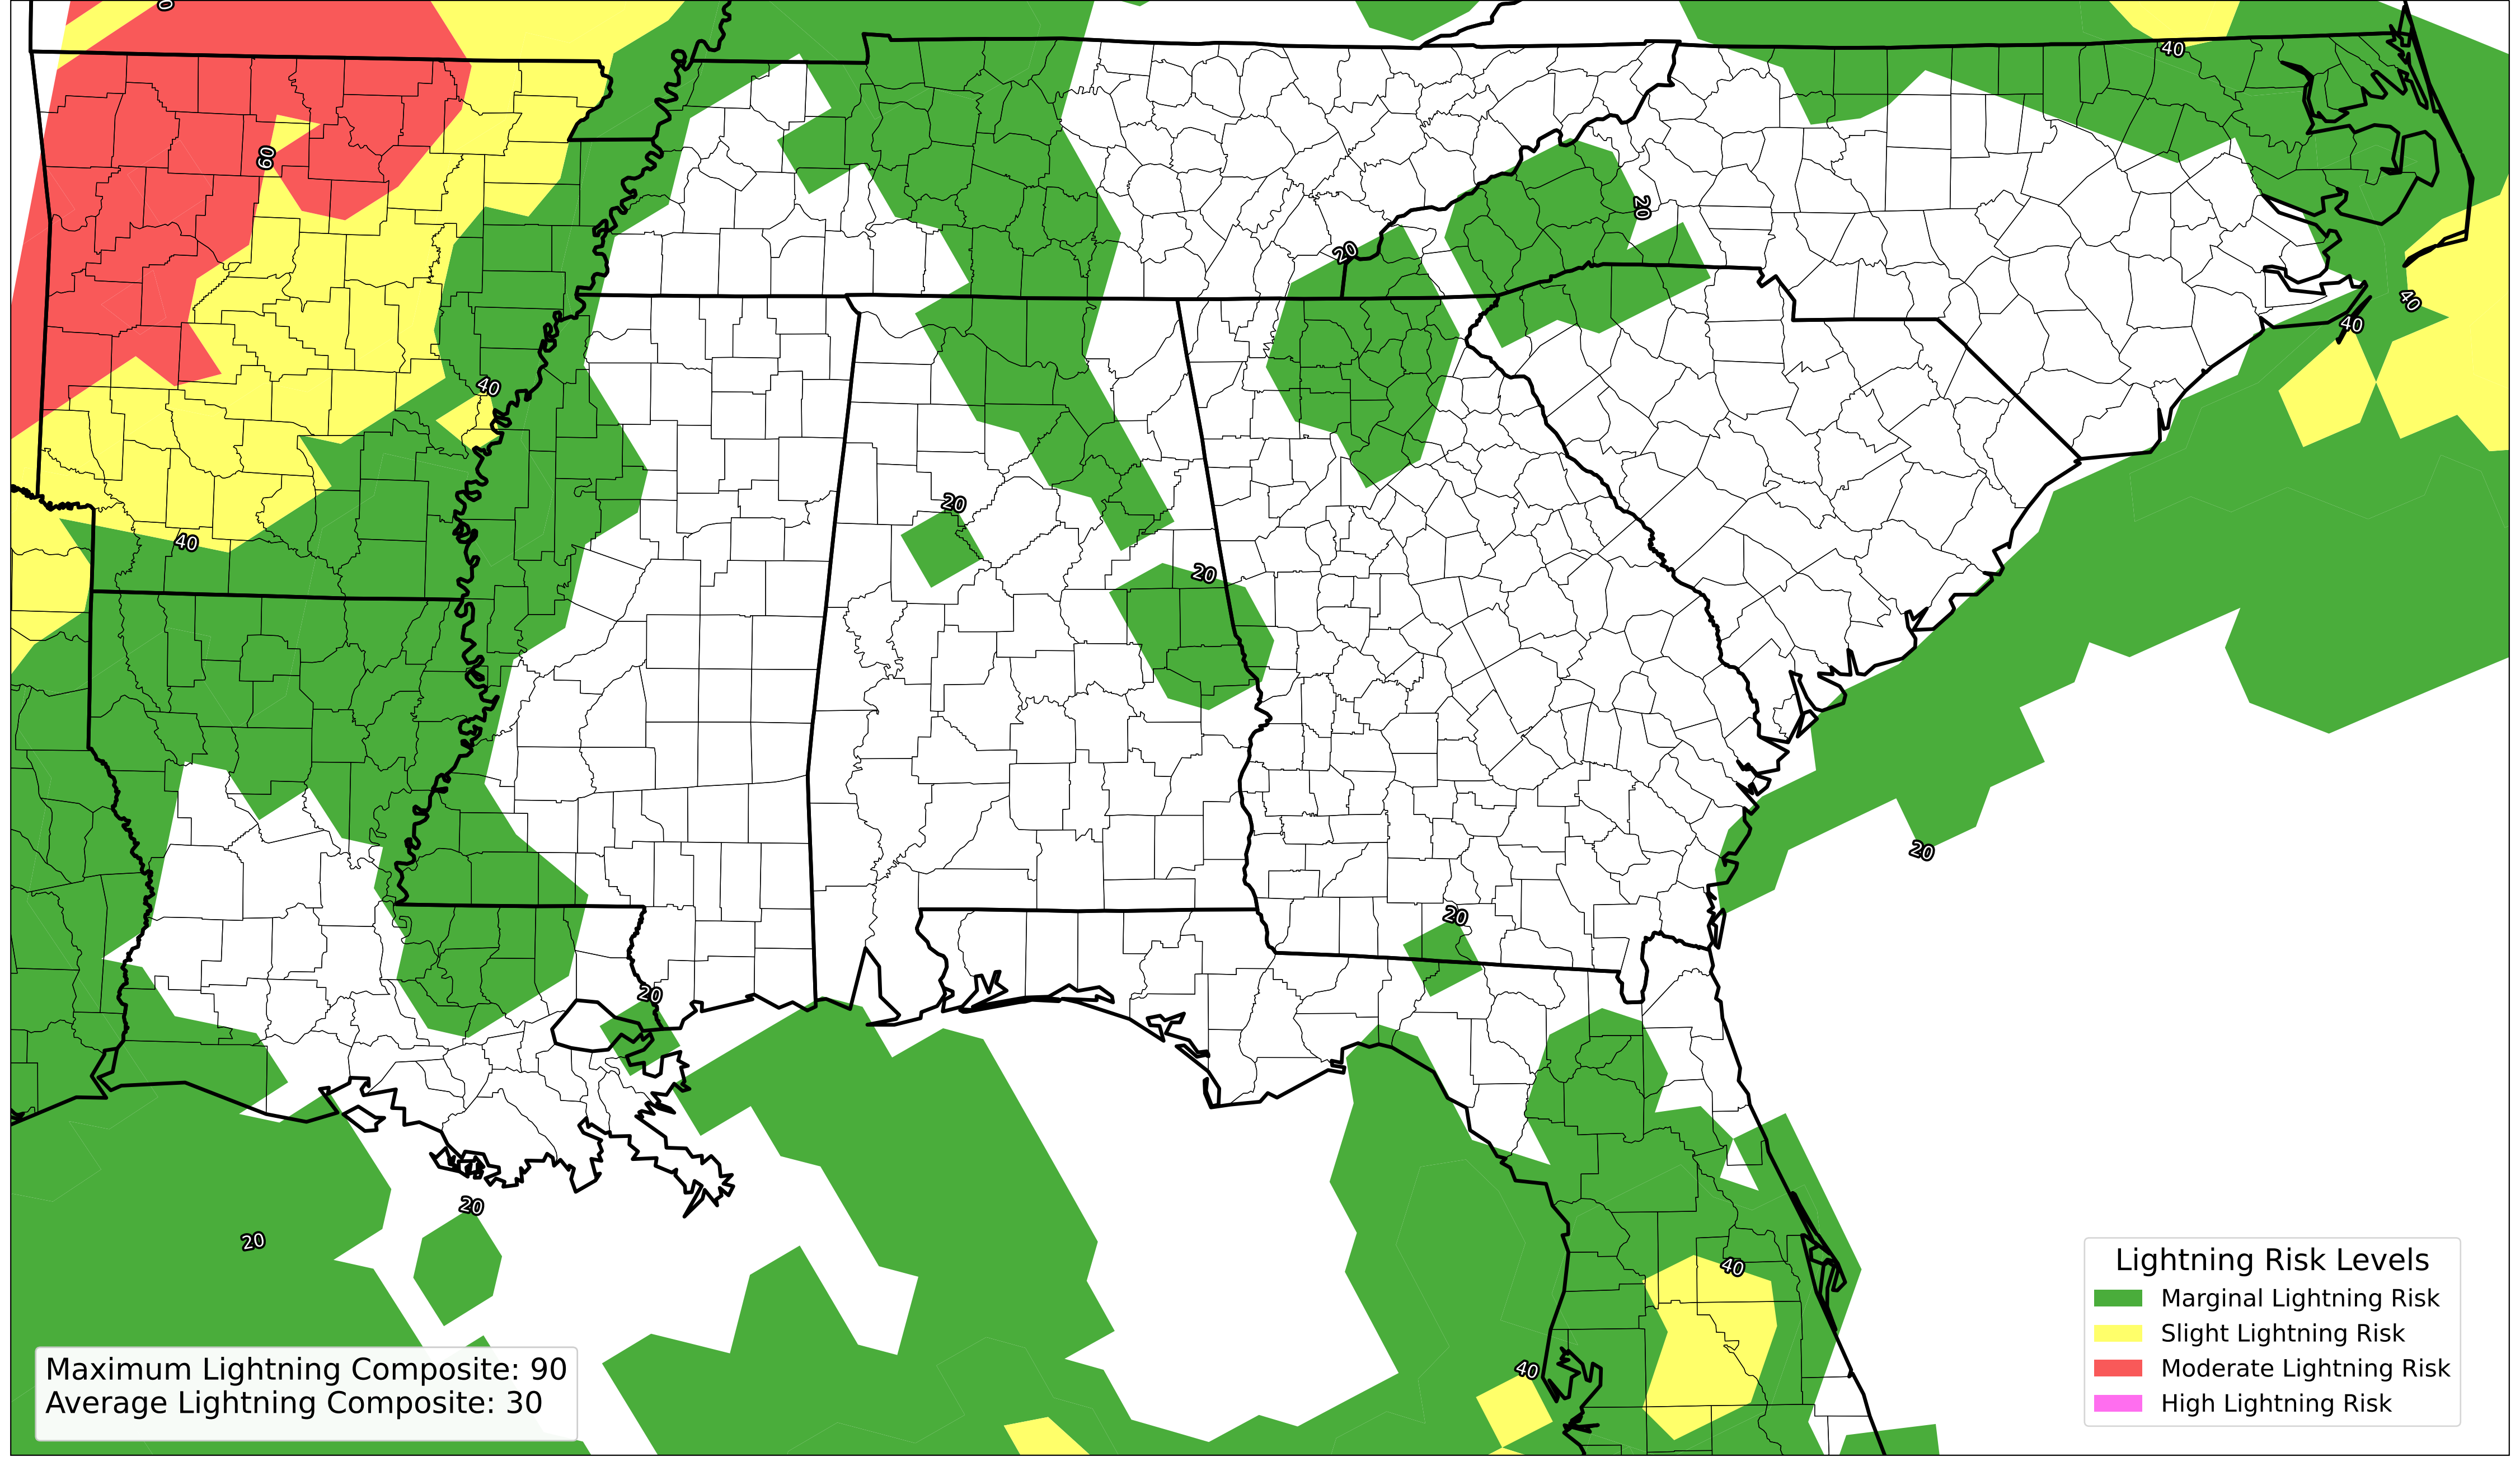 40
60
20
20
40
40
40
20
40
20
20
20
20
20
20
40
40
Lightning Risk Levels
Marginal Lightning Risk
Slight Lightning Risk
Moderate Lightning Risk
High Lightning Risk
Maximum Lightning Composite: 90
Average Lightning Composite: 30